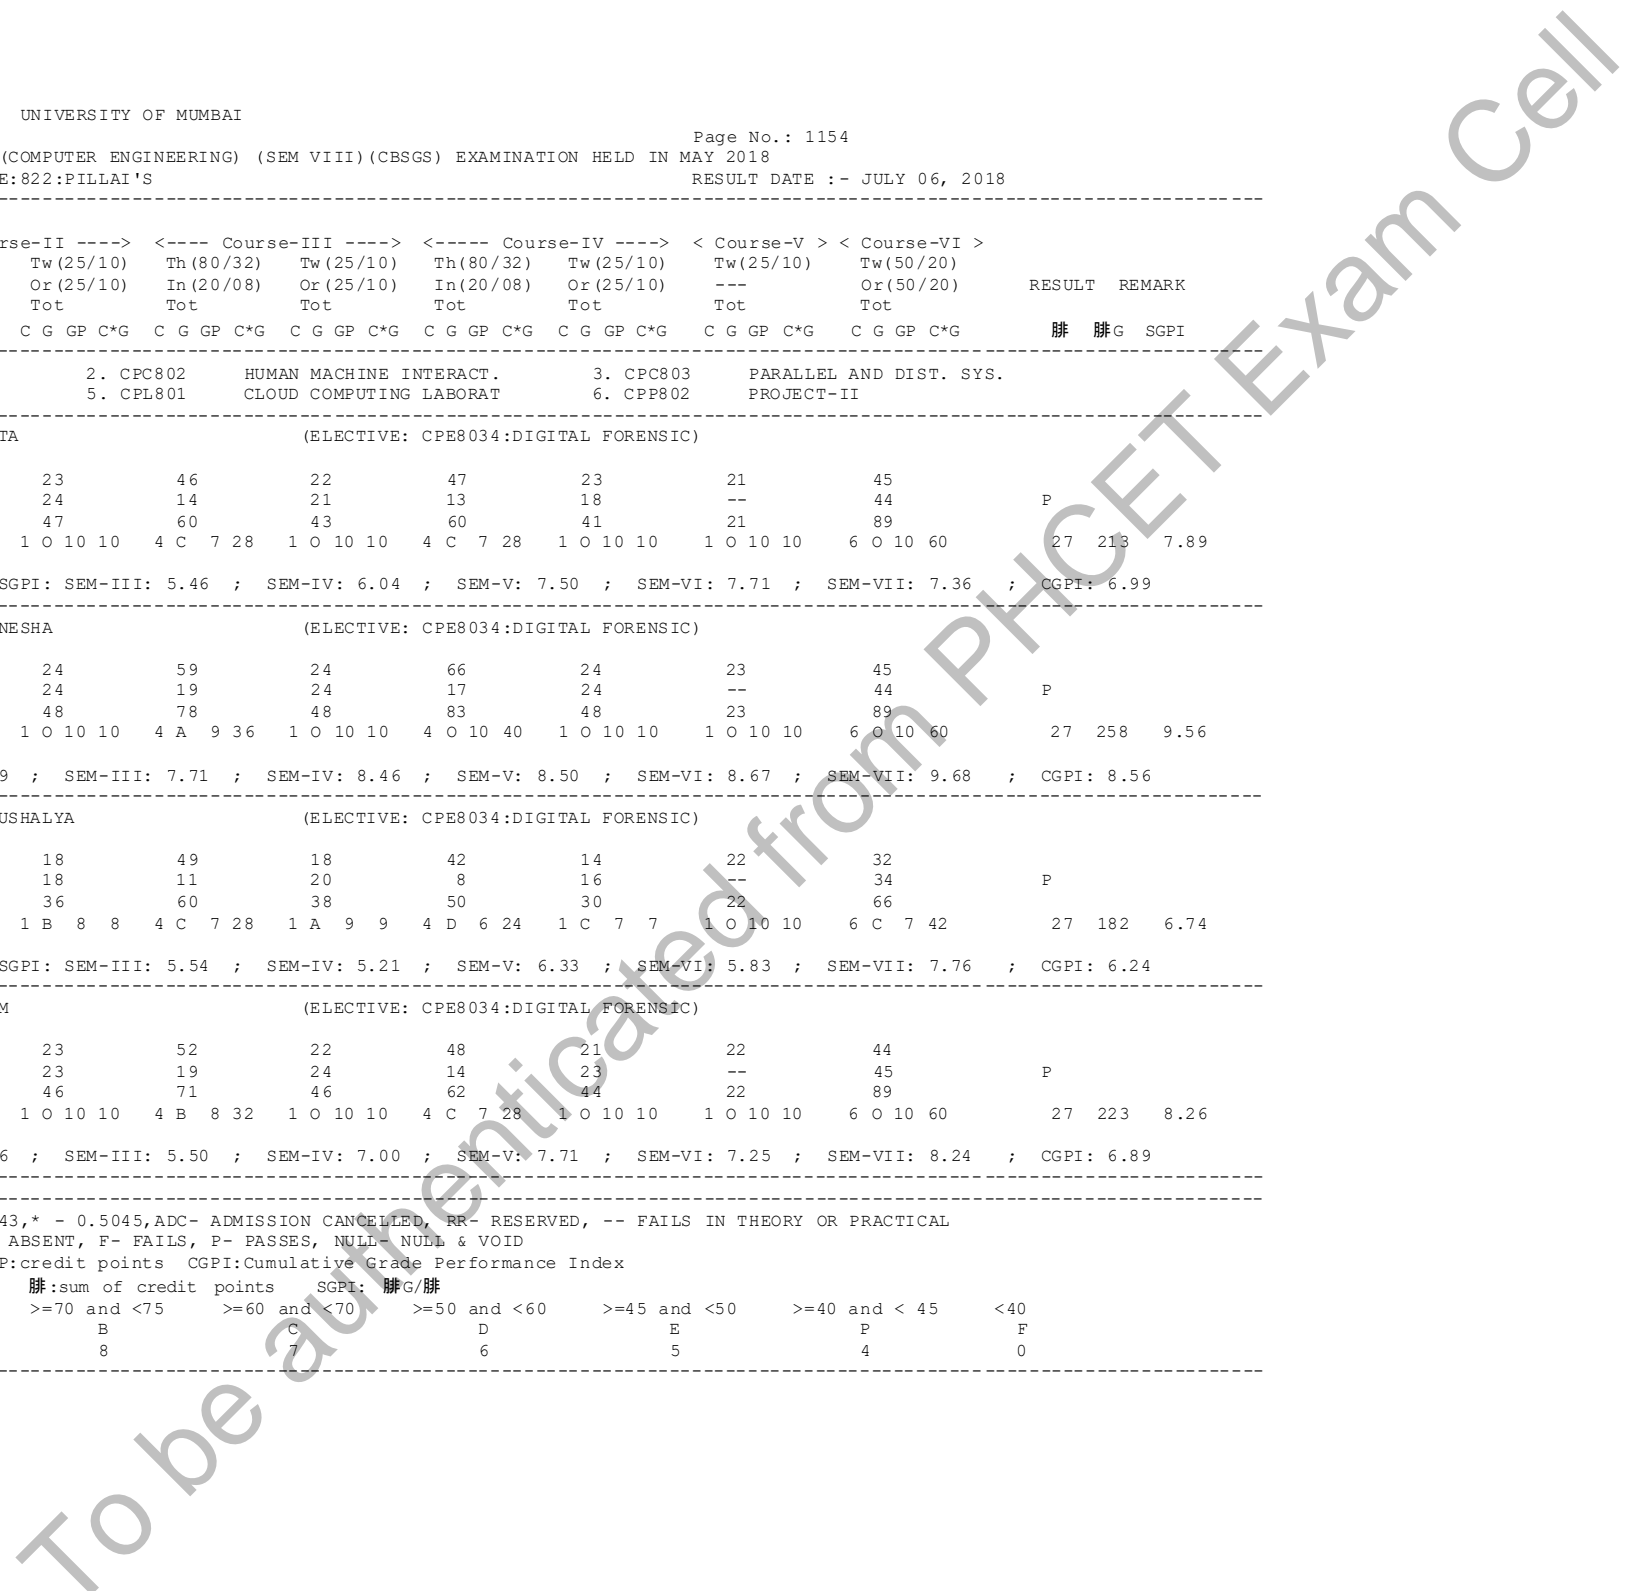 UNIVERSITY OF MUMBAI
Page No.: 1154
(COMPUTER ENGINEERING) (SEM VIII)(CBSGS) EXAMINATION HELD IN MAY 2018
E:822:PILLAI'S RESULT DATE :- JULY 06, 2018
rse-II ----> <---- Course-III ----> <----- Course-IV ----> < Course-V > < Course-VI >
Tw(25/10) Th(80/32) Tw(25/10) Th(80/32) Tw(25/10) Tw(25/10) Tw(50/20)
Or(25/10) In(20/08) Or(25/10) In(20/08) Or(25/10) --- Or(50/20) RESULT REMARK
Tot Tot Tot Tot Tot Tot Tot
C G GP C*G C G GP C*G C G GP C*G C G GP C*G C G GP C*G C G GP C*G C G GP C*G 腓 腓G SGPI
2. CPC802 HUMAN MACHINE INTERACT. 3. CPC803 PARALLEL AND DIST. SYS.
5. CPL801 CLOUD COMPUTING LABORAT 6. CPP802 PROJECT-II
TA (ELECTIVE: CPE8034:DIGITAL FORENSIC)
23 46 22 47 23 21 45
24 14 21 13 18 -- 44 P
47 60 43 60 41 21 89
1 O 10 10 4 C 7 28 1 O 10 10 4 C 7 28 1 O 10 10 1 O 10 10 6 O 10 60 27 213 7.89
SGPI: SEM-III: 5.46 ; SEM-IV: 6.04 ; SEM-V: 7.50 ; SEM-VI: 7.71 ; SEM-VII: 7.36 ; CGPI: 6.99
NESHA (ELECTIVE: CPE8034:DIGITAL FORENSIC)
24 59 24 66 24 23 45
24 19 24 17 24 -- 44 P
48 78 48 83 48 23 89
1 O 10 10 4 A 9 36 1 O 10 10 4 O 10 40 1 O 10 10 1 O 10 10 6 O 10 60 27 258 9.56
9 ; SEM-III: 7.71 ; SEM-IV: 8.46 ; SEM-V: 8.50 ; SEM-VI: 8.67 ; SEM-VII: 9.68 ; CGPI: 8.56
USHALYA (ELECTIVE: CPE8034:DIGITAL FORENSIC)
18 49 18 42 14 22 32
18 11 20 8 16 -- 34 P
36 60 38 50 30 22 66
1 B 8 8 4 C 7 28 1 A 9 9 4 D 6 24 1 C 7 7 1 O 10 10 6 C 7 42 27 182 6.74
SGPI: SEM-III: 5.54 ; SEM-IV: 5.21 ; SEM-V: 6.33 ; SEM-VI: 5.83 ; SEM-VII: 7.76 ; CGPI: 6.24
M (ELECTIVE: CPE8034:DIGITAL FORENSIC)
23 52 22 48 21 22 44
23 19 24 14 23 -- 45 P
46 71 46 62 44 22 89
1 O 10 10 4 B 8 32 1 O 10 10 4 C 7 28 1 O 10 10 1 O 10 10 6 O 10 60 27 223 8.26
6 ; SEM-III: 5.50 ; SEM-IV: 7.00 ; SEM-V: 7.71 ; SEM-VI: 7.25 ; SEM-VII: 8.24 ; CGPI: 6.89
43,* - 0.5045,ADC- ADMISSION CANCELLED, RR- RESERVED, -- FAILS IN THEORY OR PRACTICAL
ABSENT, F- FAILS, P- PASSES, NULL- NULL & VOID
P:credit points CGPI:Cumulative Grade Performance Index
腓:sum of credit points SGPI: 腓G/腓
>=70 and <75 >=60 and <70 >=50 and <60 >=45 and <50 >=40 and < 45 <40
B C D E P F
8 7 6 5 4 0
To be authenticated from PHCET Exam Cell